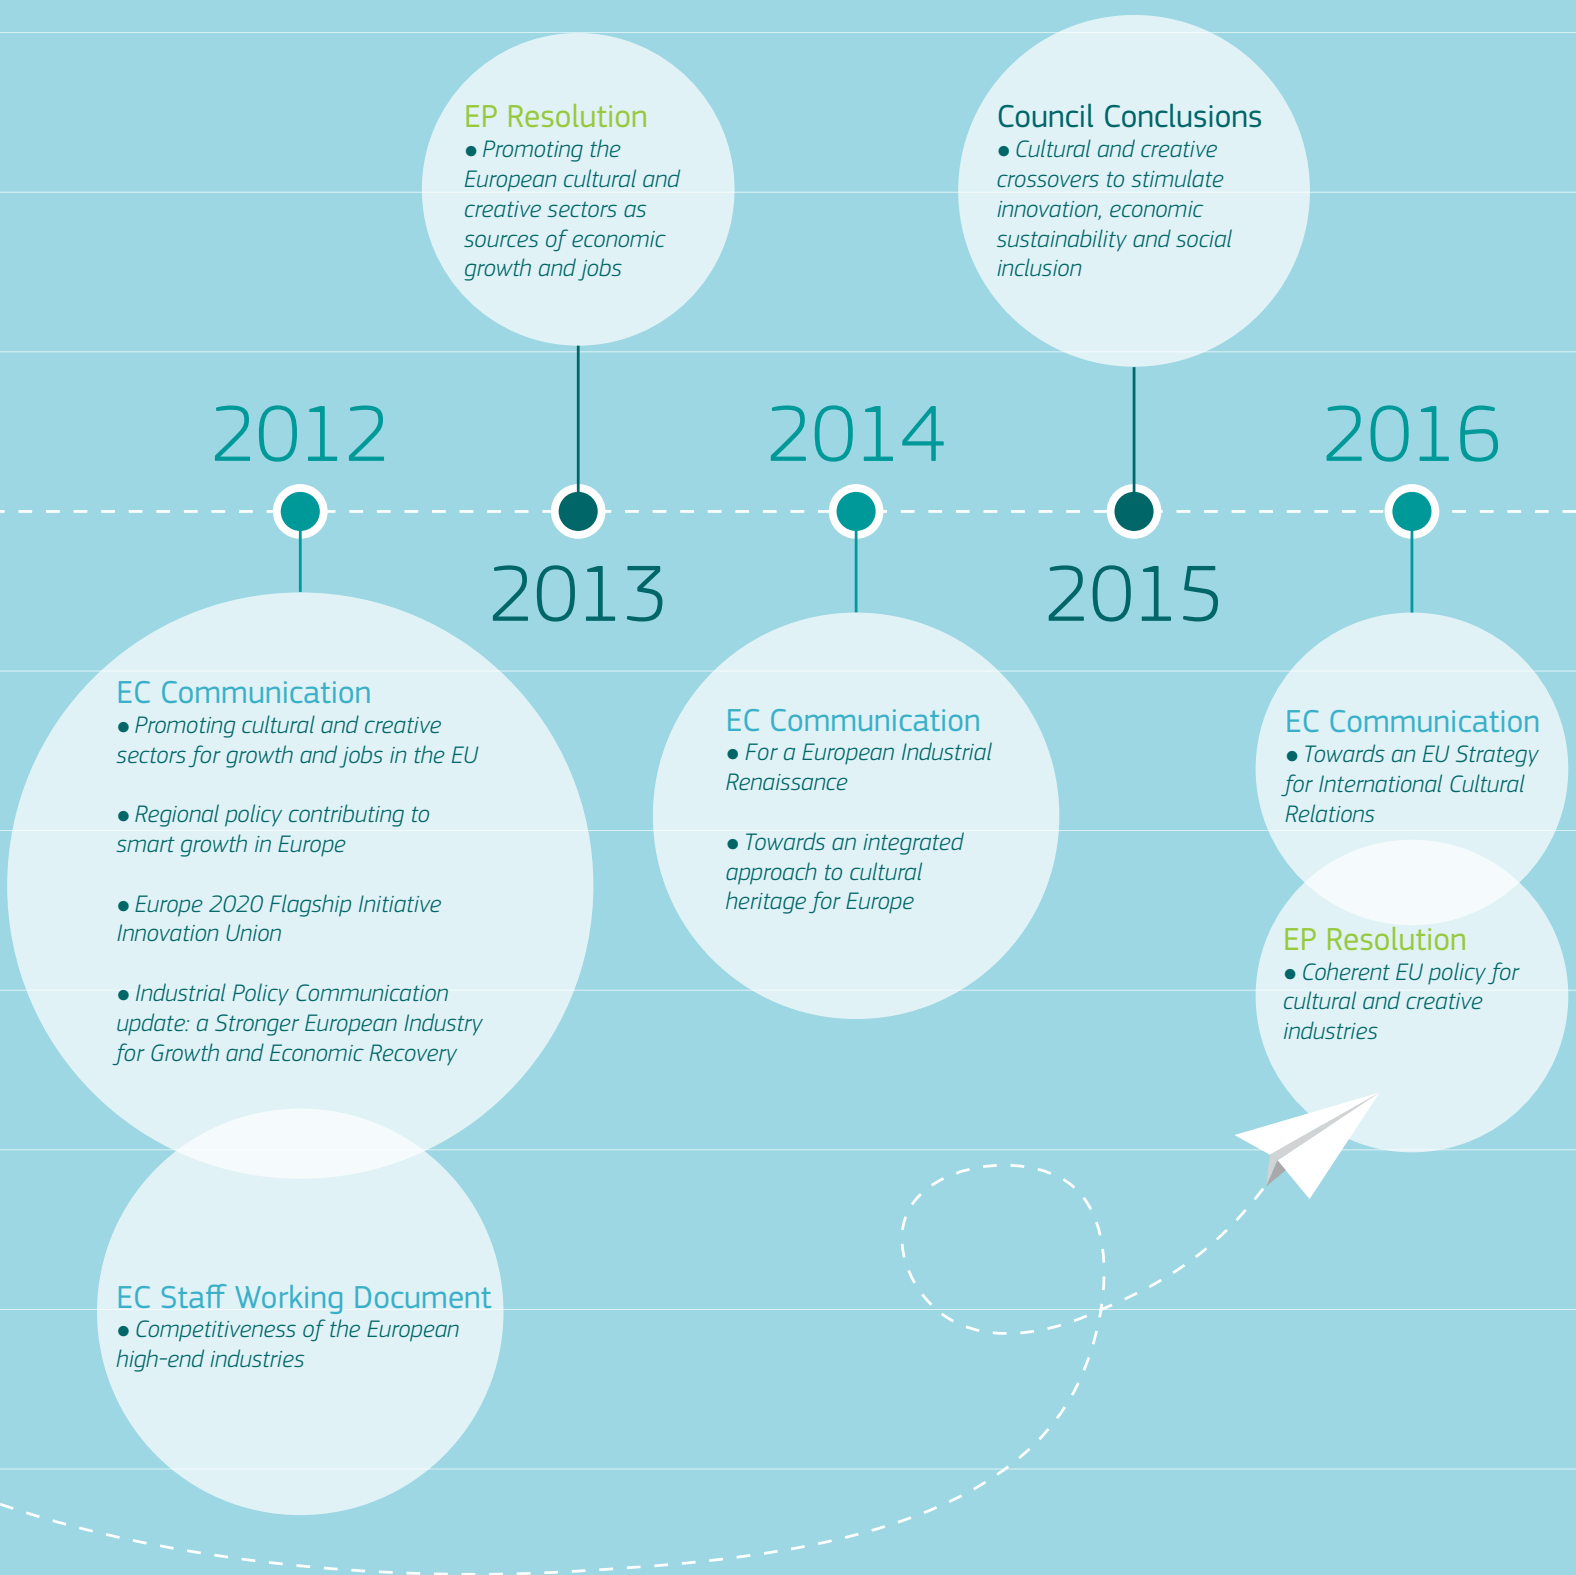 EP Resolution
● Promoting the
European cultural and
creative sectors as
sources of economic
growth and jobs
Council Conclusions
● Cultural and creative
crossovers to stimulate
innovation, economic
sustainability and social
inclusion
2012
2014
2016
2013
2015
EC Communication
● Promoting cultural and creative
sectors for growth and jobs in the EU
● Regional policy contributing to
smart growth in Europe
● Europe 2020 Flagship Initiative
Innovation Union
● Industrial Policy Communication
update: a Stronger European Industry
for Growth and Economic Recovery
EC Staff Working Document
● Competitiveness of the European
high-end industries
EC Communication
● For a European Industrial
Renaissance
● Towards an integrated
approach to cultural
heritage for Europe
EC Communication
● Towards an EU Strategy
for International Cultural
Relations
EP Resolution
● Coherent EU policy for
cultural and creative
industries